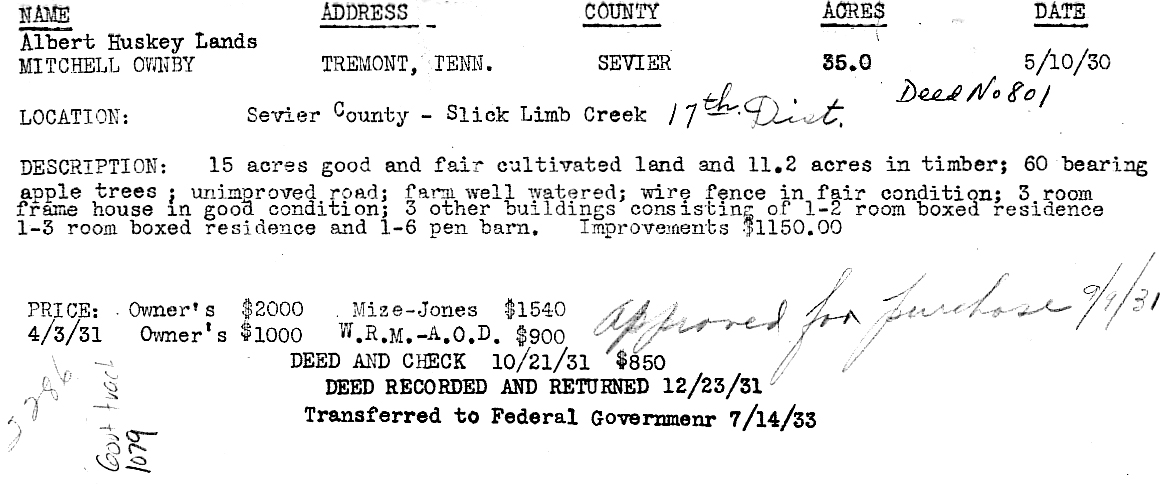 NAME ADDRESS COUNTY ACRES DATE
Albert Huskey Lands
MITCHELL OWNBY TREMONT, TENN. SEVIER 35.0 5/10/30
Deed No 801
LOCATION: Sevier County - Slick Limb Creek 17th. Dist.
DESCRIPTION: 15 acres good and fair cultivated land and 11.2 acres in timber; 60 bearing
apple trees ; unimproved road; farm well watered; wire fence in fair condition; 3 room
frame house in good condition; 3 other buildings consisting of 1-2 room boxed residence
1-3 room boxed residence and 1-6 pen barn. Improvements $1150.00
PRICE: Owner's $2000 Mize-Jones $1540
4/3/31 Owner's $1000 W.R.M.-A.O.D. $900
Approved for purchase 9/9/31
DEED AND CHECK 10/21/31 $850
DEED RECORDED AND RETURNED 12/23/31
Transferred to Federal Governmenr 7/14/33
2286
Govt tract
1079